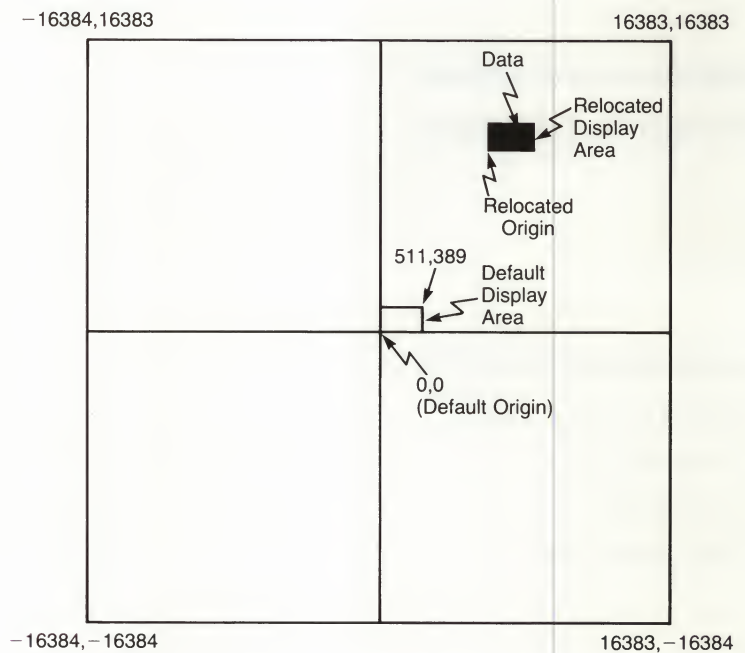 −16384,16383
16383,16383
Data
Relocated
Display
Area
Relocated
Origin
511,389
Default
Display
Area
0,0
(Default Origin)
−16384,−16384
16383,−16384